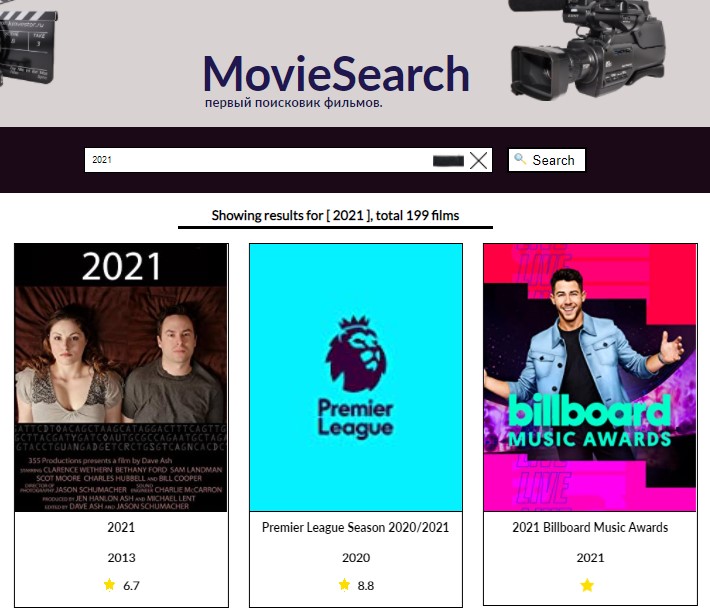 MovieSearch
первый поисковик фильмов.
2021
Search
Showing results for [ 2021 ], total 199 films
2021
355 Productions presents a film by Dave Ash
STARRING CLARENCE WETHERN BETHANY FORD SAM LANDMAN
SCOT MOORE CHARLES HUBBELL AND BILL COOPER
DIRECTOR OF PHOTOGRAPHY JASON SCHUMACHER SOUND ENGINEER CHARLIE McCARRON
PRODUCED BY JEN HANLON ASH AND MICHAEL LENT
EDITED BY DAVE ASH AND JASON SCHUMACHER
2021
2013
6.7
Premier
League
Premier League Season 2020/2021
2020
8.8
LIVE
billboard
MUSIC AWARDS
LIVE
LIVE
2021 Billboard Music Awards
2021